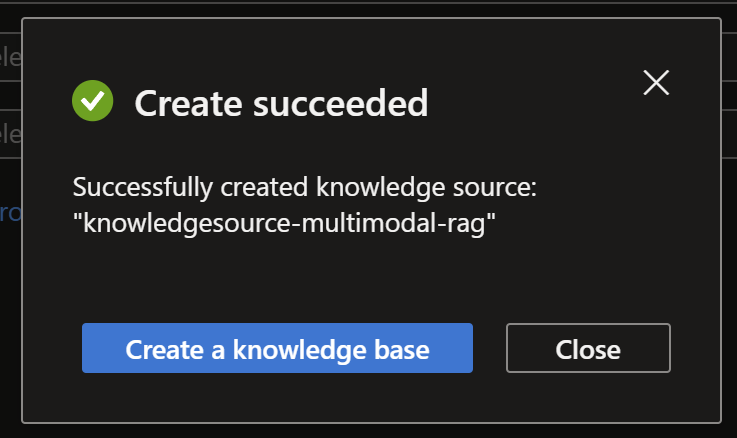 Create succeeded
Successfully created knowledge source:
"knowledgesource-multimodal-rag"
Create a knowledge base
Close